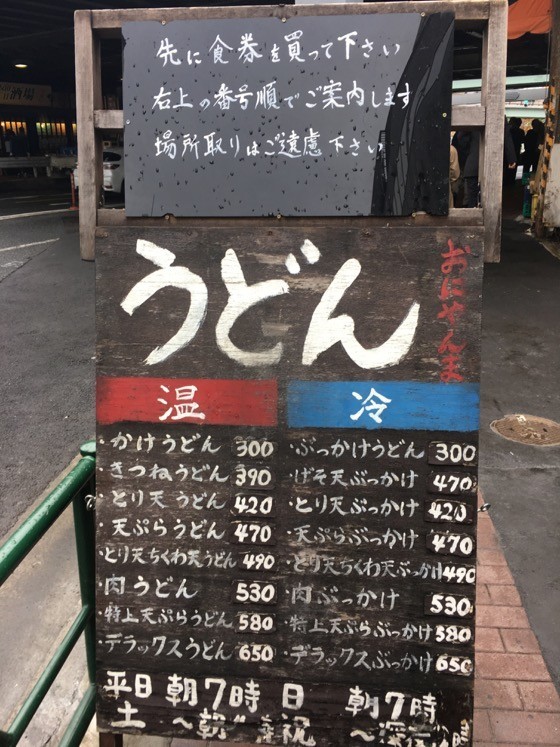 先に食券を買って下さい
右上の番号順でご案内します
場所取りはご遠慮下さい
うどん
おにやんま
温
かけうどん 300
きつねうどん 390
とり天うどん 420
天ぷらうどん 470
とり天ちくわ天うどん 490
肉うどん 530
特上天ぷらうどん 580
デラックスうどん 650
冷
ぶっかけうどん 300
げそ天ぶっかけ 470
とり天ぶっかけ 420
天ぷらぶっかけ 470
とり天ちくわ天ぶっかけ 490
肉ぶっかけ 530
特上天ぷらぶっかけ 580
デラックスぶっかけ 650
平日 朝7時
土 〜朝
日 朝7時
祝 〜深
酒場